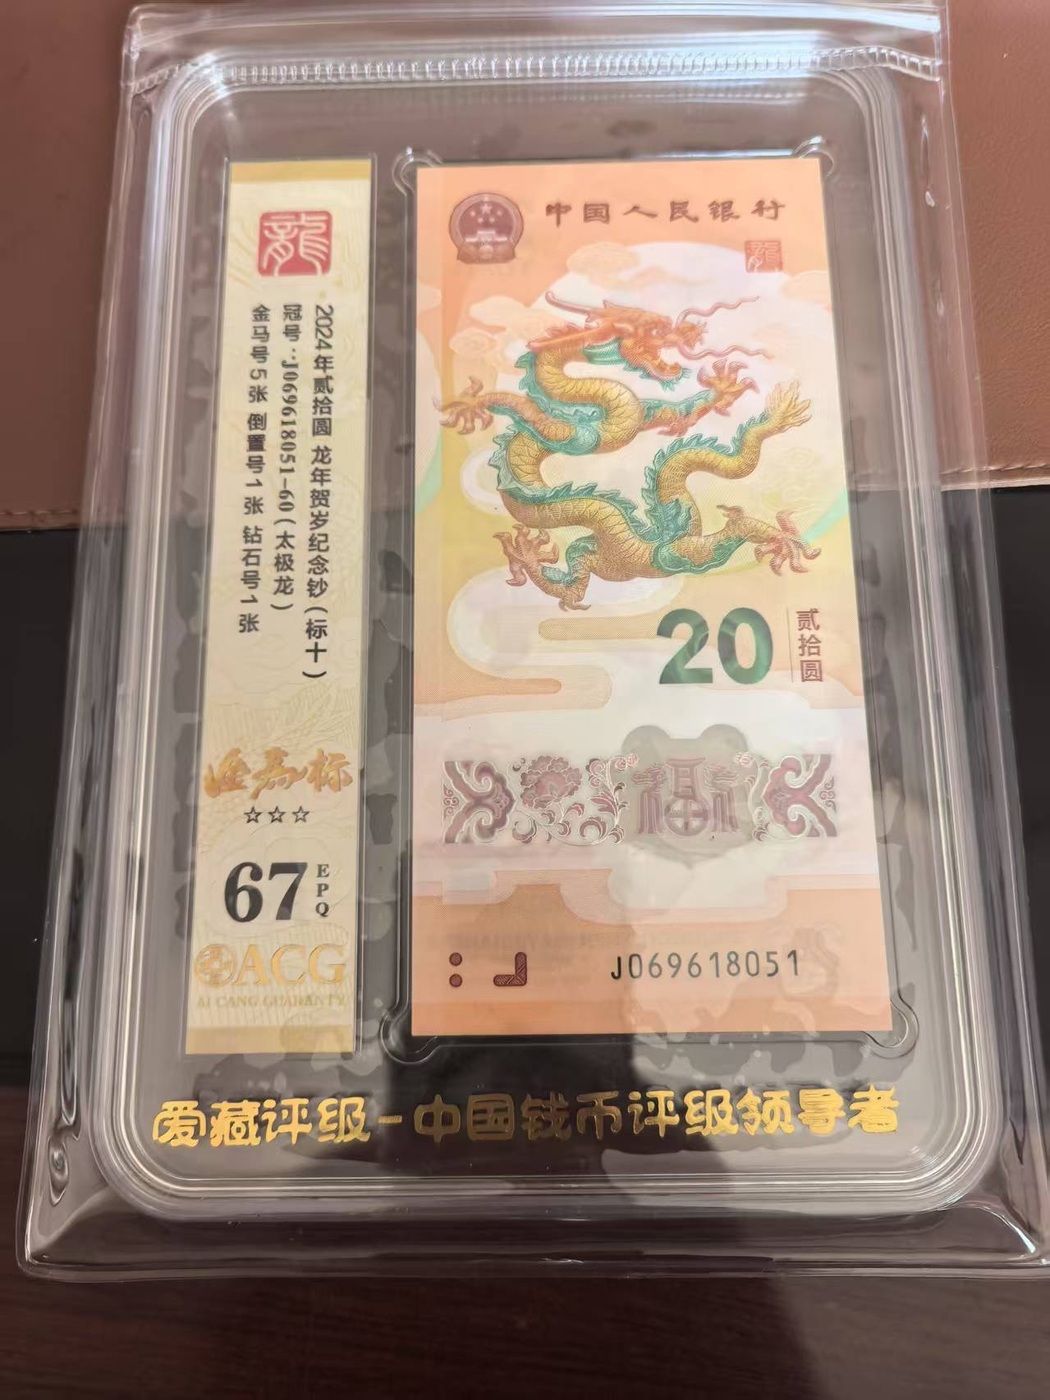 龍
2024年贰拾圆 龙年贺岁纪念钞(标十)
冠号:J069618051-60(太极龙)
金马号5张 倒置号1张 钻石号1张
金马标
☆☆☆
67
EPQ
ACG
AI CANG GUARANTY
中国人民银行
龍
20
贰拾圆
福
J069618051
爱藏评级-中国钱币评级领导者